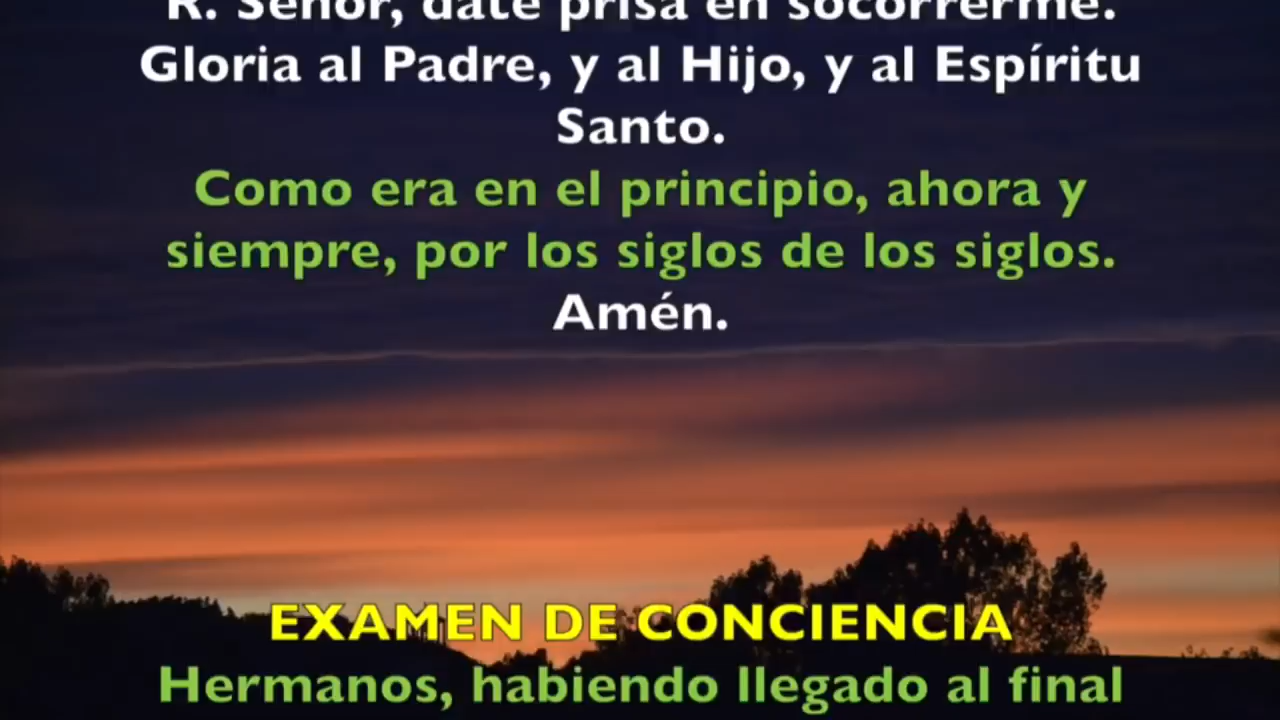 R. Señor, date prisa en socorrerme.
Gloria al Padre, y al Hijo, y al Espíritu
Santo.
Como era en el principio, ahora y
siempre, por los siglos de los siglos.
Amén.
EXAMEN DE CONCIENCIA
Hermanos, habiendo llegado al final